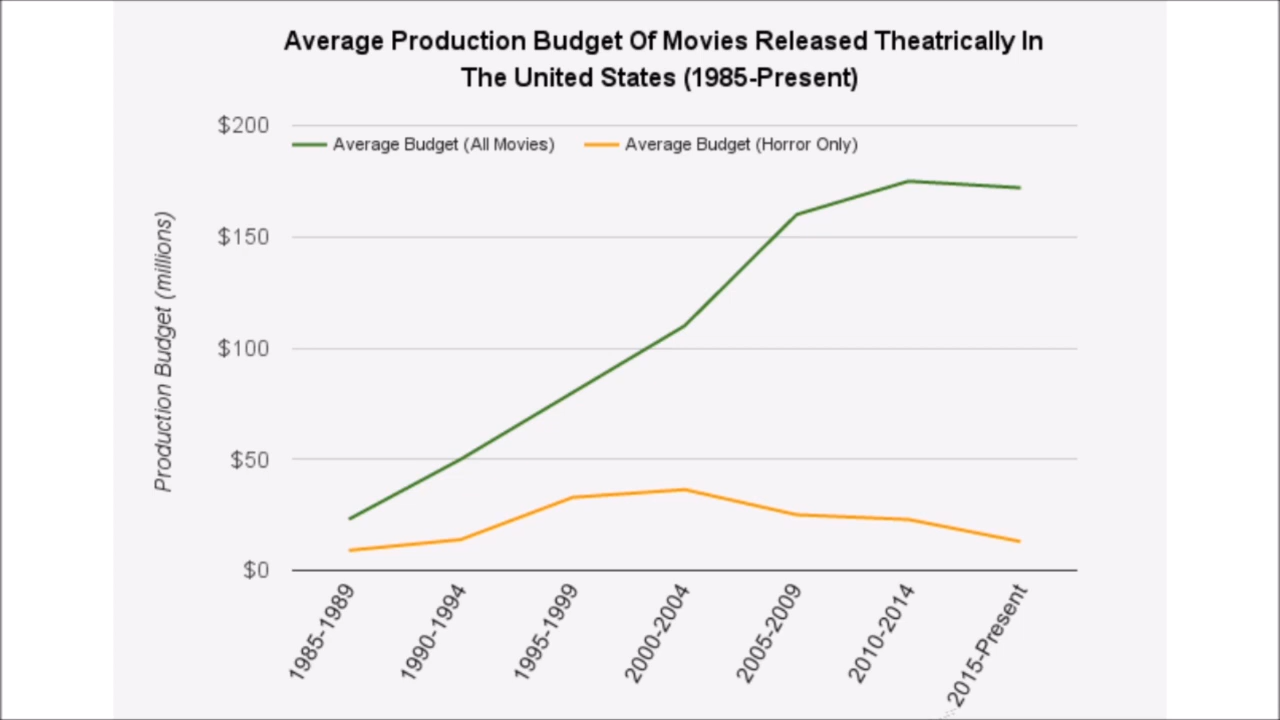 Average Production Budget Of Movies Released Theatrically In
The United States (1985-Present)
$200
Average Budget (All Movies)
Average Budget (Horror Only)
Production Budget (millions)
$150
$100
$50
$0
1985-1989
1990-1994
1995-1999
2000-2004
2005-2009
2010-2014
2015-Present